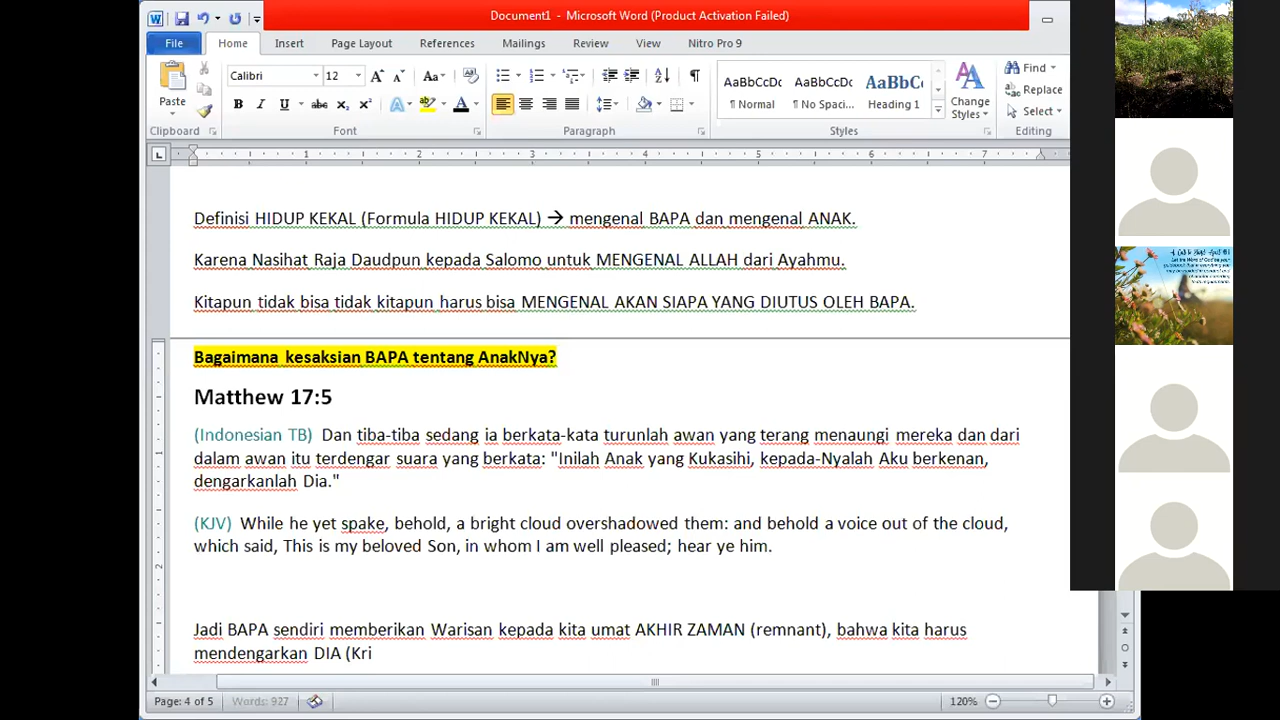 Document1 - Microsoft Word (Product Activation Failed)
File Home Insert Page Layout References Mailings Review View Nitro Pro 9
Calibri 12
Paste
AaBbCcDc AaBbCcDc AaBbC
¶ Normal ¶ No Spaci... Heading 1
Change Styles
Find
Replace
Select
Clipboard Font Paragraph Styles Editing
1 2 3 4 5 6 7
Definisi HIDUP KEKAL (Formula HIDUP KEKAL) → mengenal BAPA dan mengenal ANAK.
Karena Nasihat Raja Daudpun kepada Salomo untuk MENGENAL ALLAH dari Ayahmu.
Kitapun tidak bisa tidak kitapun harus bisa MENGENAL AKAN SIAPA YANG DIUTUS OLEH BAPA.
Bagaimana kesaksian BAPA tentang AnakNya?
Matthew 17:5
(Indonesian TB) Dan tiba-tiba sedang ia berkata-kata turunlah awan yang terang menaungi mereka dan dari
dalam awan itu terdengar suara yang berkata: "Inilah Anak yang Kukasihi, kepada-Nyalah Aku berkenan,
dengarkanlah Dia."
(KJV) While he yet spake, behold, a bright cloud overshadowed them: and behold a voice out of the cloud,
which said, This is my beloved Son, in whom I am well pleased; hear ye him.
Jadi BAPA sendiri memberikan Warisan kepada kita umat AKHIR ZAMAN (remnant), bahwa kita harus
mendengarkan DIA (Kri
Page: 4 of 5 Words: 927 120%